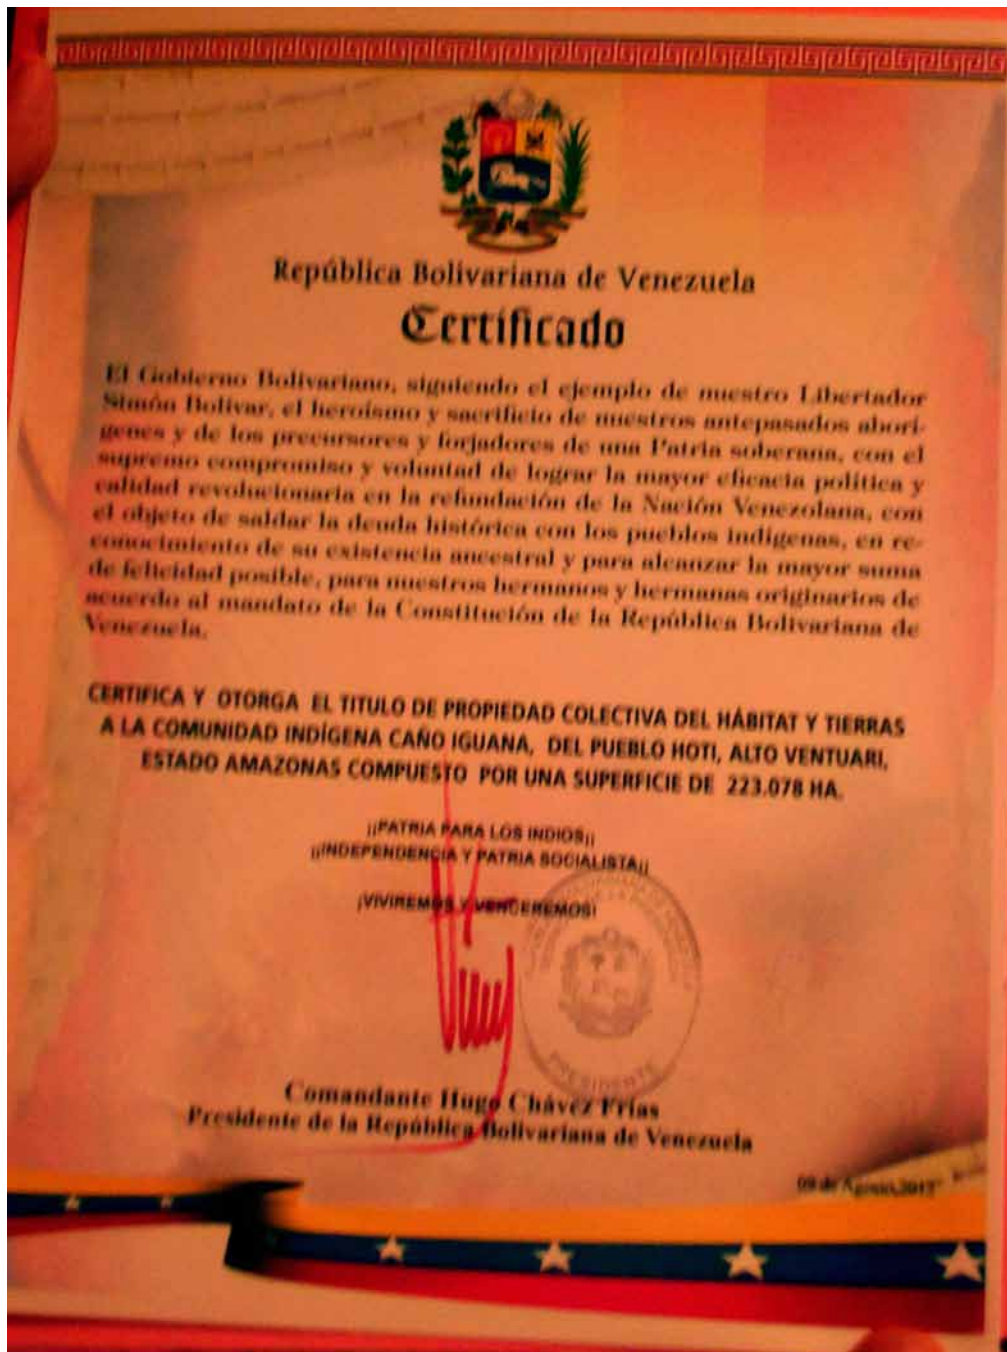 República Bolivariana de Venezuela
Certificado
El Gobierno Bolivariano, siguiendo el ejemplo de nuestro Libertador
Simón Bolívar, el heroísmo y sacrificio de nuestros antepasados aborí-
genes y de los precursores y forjadores de una Patria soberana, con el
supremo compromiso y voluntad de lograr la mayor eficacia política y
calidad revolucionaria en la refundación de la Nación Venezolana, con
el objeto de saldar la deuda histórica con los pueblos indígenas, en re-
conocimiento de su existencia ancestral y para alcanzar la mayor suma
de felicidad posible, para nuestros hermanos y hermanas originarios de
acuerdo al mandato de la Constitución de la República Bolivariana de
Venezuela.
CERTIFICA Y OTORGA EL TITULO DE PROPIEDAD COLECTIVA DEL HÁBITAT Y TIERRAS
A LA COMUNIDAD INDÍGENA CAÑO IGUANA, DEL PUEBLO HOTI, ALTO VENTUARI,
ESTADO AMAZONAS COMPUESTO POR UNA SUPERFICIE DE 223.078 HA.
¡¡PATRIA PARA LOS INDIOS¡¡
¡¡INDEPENDENCIA Y PATRIA SOCIALISTA¡¡
¡VIVIREMOS Y VENCEREMOS!
PRESIDENTE
Comandante Hugo Chávez Frías
Presidente de la República Bolivariana de Venezuela
de Agosto